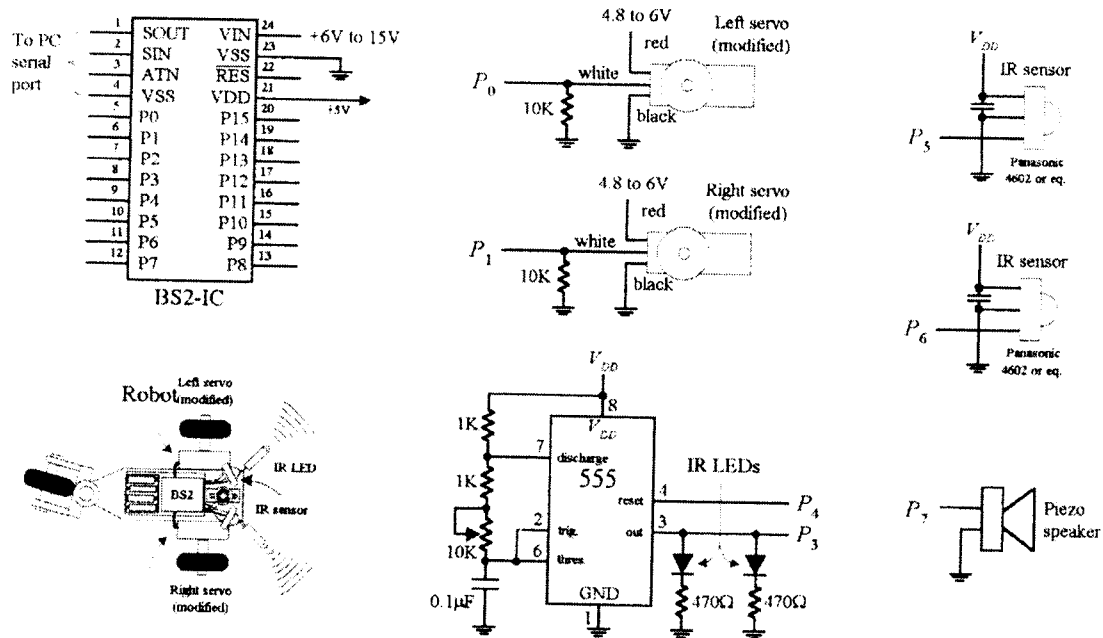 To PC
serial
port
1 SOUT VIN 24 +6V to 15V
2 SIN VSS 23
3 ATN RES 22
4 VSS VDD 21 +5V
5 P0 P15 20
6 P1 P14 19
7 P2 P13 18
8 P3 P12 17
9 P4 P11 16
10 P5 P10 15
11 P6 P9 14
12 P7 P8 13
BS2-IC
4.8 to 6V
red
Left servo
(modified)
P0
white
10K
black
4.8 to 6V
red
Right servo
(modified)
P1
white
10K
black
VDD
IR sensor
P5
Panasonic
4602 or eq.
VDD
IR sensor
P6
Panasonic
4602 or eq.
Robot
Left servo
(modified)
IR LED
BS2
IR sensor
Right servo
(modified)
VDD
8
VDD
1K
7
discharge
555
1K
IR LEDs
reset
4
P4
2
trig.
out
3
P3
10K
6
thres.
0.1µF
GND
1
470Ω
470Ω
P7
Piezo
speaker